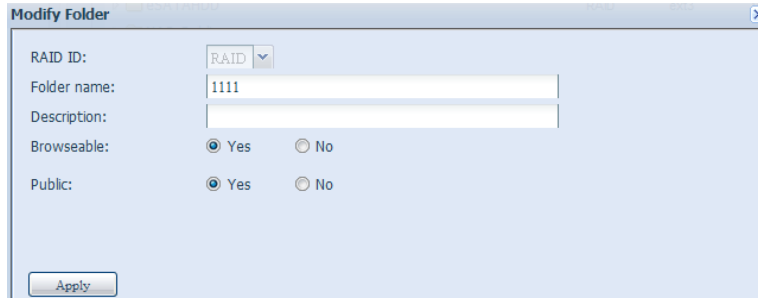 Modify Folder
RAID ID: RAID
Folder name: 1111
Description:
Browseable: Yes No
Public: Yes No
Apply